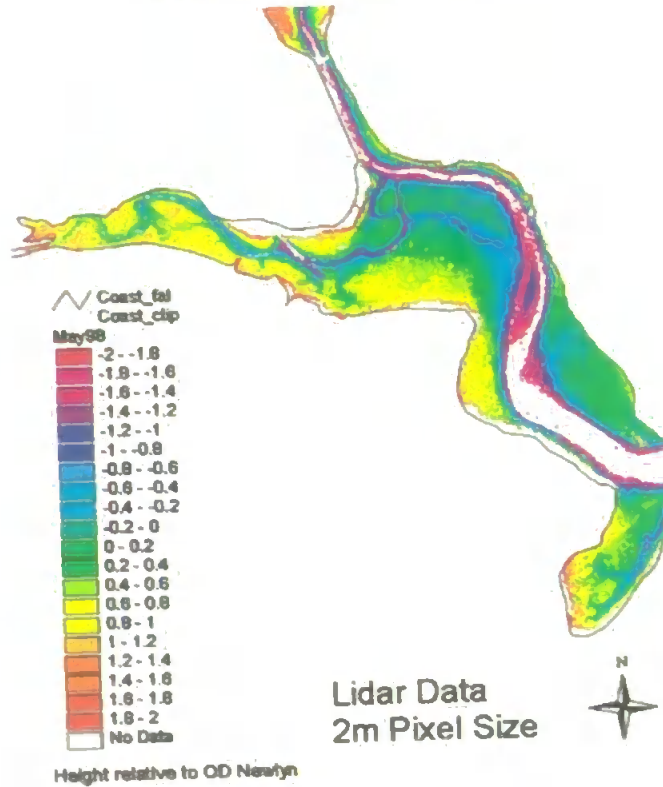 Coast_fal
Coast_clip
May98
-2 - -1.8
-1.8 - -1.6
-1.6 - -1.4
-1.4 - -1.2
-1.2 - -1
-1 - -0.8
-0.8 - -0.6
-0.6 - -0.4
-0.4 - -0.2
-0.2 - 0
0 - 0.2
0.2 - 0.4
0.4 - 0.6
0.6 - 0.8
0.8 - 1
1 - 1.2
1.2 - 1.4
1.4 - 1.6
1.6 - 1.8
1.8 - 2
No Data
Height relative to OD Newlyn
Lidar Data
2m Pixel Size
N